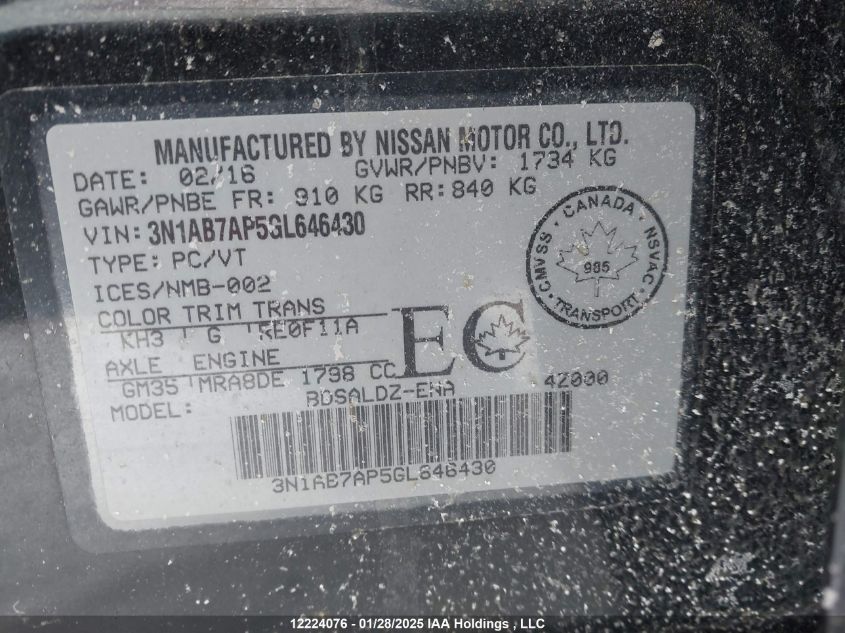 MANUFACTURED BY NISSAN MOTOR CO., LTD.
DATE: 02/16 GVWR/PNBV: 1734 KG
GAWR/PNBE FR: 910 KG RR: 840 KG
VIN: 3N1AB7AP5GL646430
TYPE: PC/VT
ICES/NMB-002
COLOR TRIM TRANS
KH3 G RE0F11A
AXLE ENGINE
GM35 MRA8DE 1798 CC
MODEL: BDSALDZ-ENA 42000
EC
CANADA
CMVSS NSVAC
985
TRANSPORT
3N1AB7AP5GL646430
12224076 - 01/28/2025 IAA Holdings , LLC